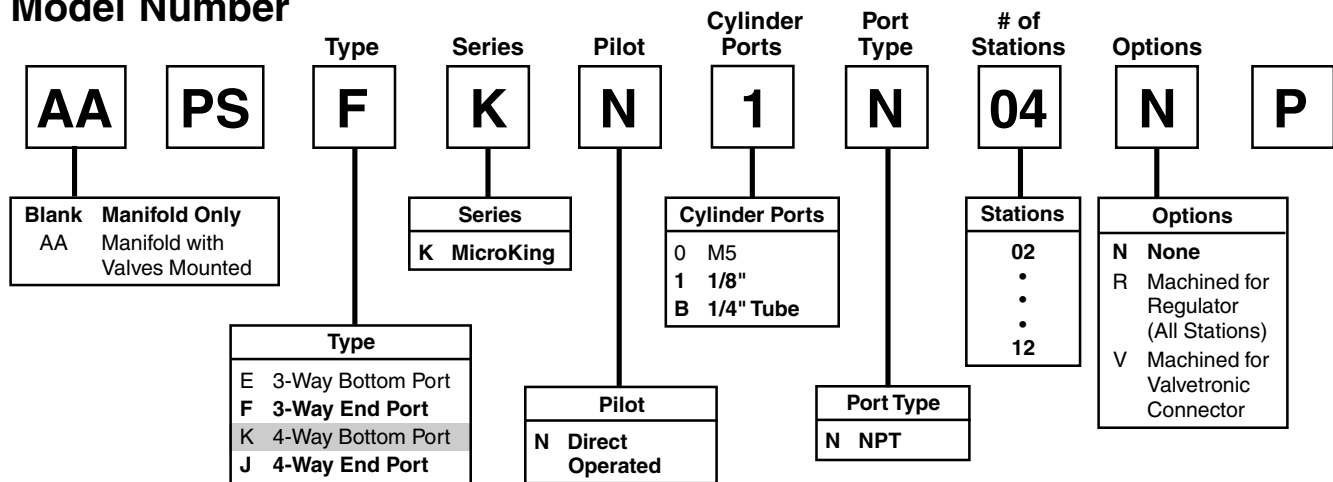 Model Number
Type
Series
Pilot
Cylinder
Ports
Port
Type
# of
Stations
Options
AA PS F K N 1 N 04 N P
Blank Manifold Only
AA Manifold with
Valves Mounted
Series
K MicroKing
Cylinder Ports
0 M5
1 1/8"
B 1/4" Tube
Stations
02
•
•
•
12
Options
N None
R Machined for
Regulator
(All Stations)
V Machined for
Valvetronic
Connector
Type
E 3-Way Bottom Port
F 3-Way End Port
K 4-Way Bottom Port
J 4-Way End Port
Pilot
N Direct
Operated
Port Type
N NPT